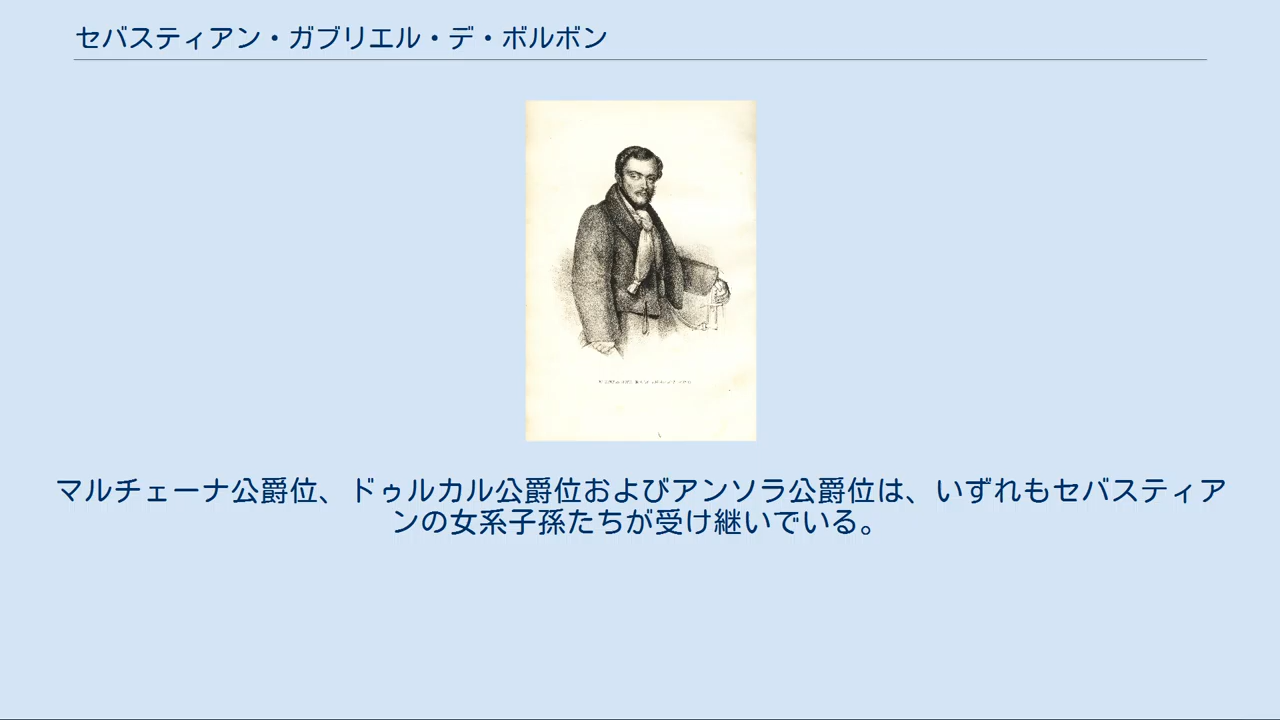 セバスティアン・ガブリエル・デ・ボルボン
マルチェーナ公爵位、ドゥルカル公爵位およびアンソラ公爵位は、いずれもセバスティア
ンの女系子孫たちが受け継いでいる。